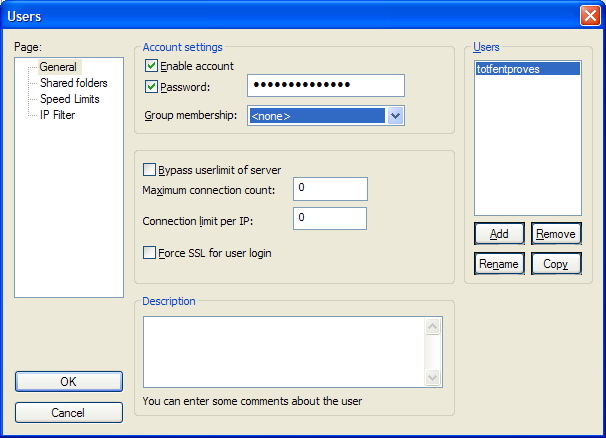 Users
Page:
General
Shared folders
Speed Limits
IP Filter
OK
Cancel
Account settings
Enable account
Password:
●●●●●●●●●●●●●●
Group membership:
<none>
Bypass userlimit of server
Maximum connection count:
0
Connection limit per IP:
0
Force SSL for user login
Description
You can enter some comments about the user
Users
totfentproves
Add
Remove
Rename
Copy